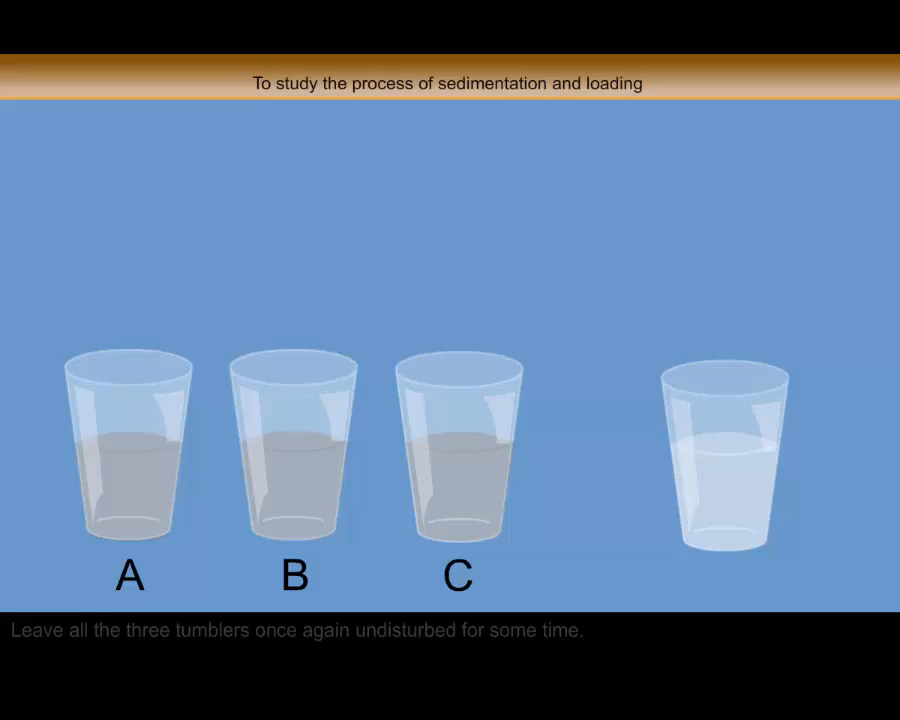 To study the process of sedimentation and loading
A B C
Leave all the three tumblers once again undisturbed for some time.